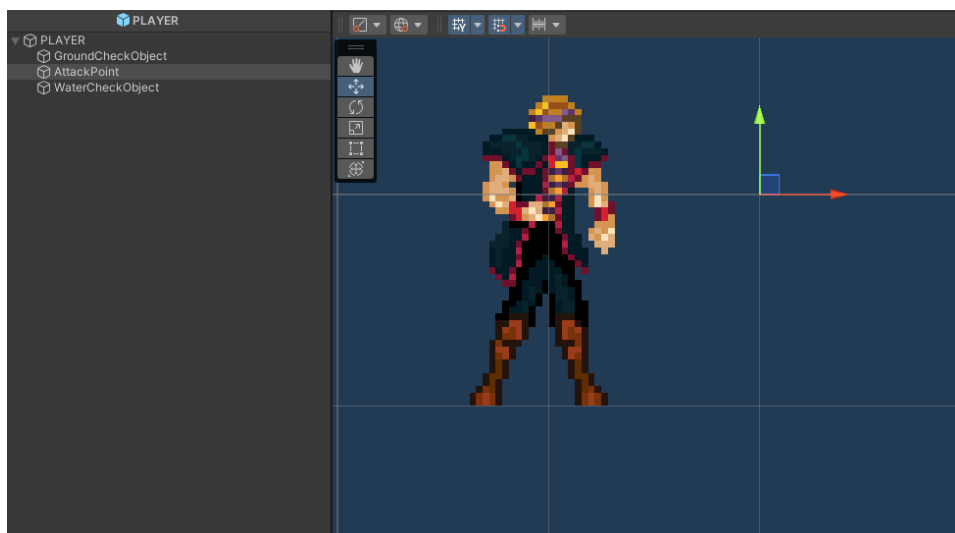 PLAYER
PLAYER
GroundCheckObject
AttackPoint
WaterCheckObject